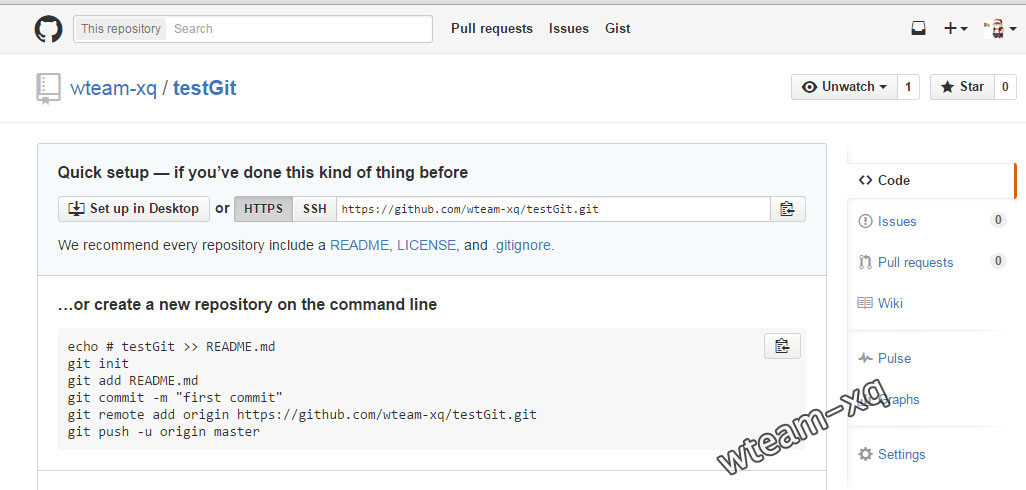 This repository Search Pull requests Issues Gist
wteam-xq / testGit Unwatch 1 Star 0
Quick setup — if you’ve done this kind of thing before
Set up in Desktop or HTTPS SSH https://github.com/wteam-xq/testGit.git
We recommend every repository include a README, LICENSE, and .gitignore.
…or create a new repository on the command line
echo # testGit >> README.md
git init
git add README.md
git commit -m "first commit"
git remote add origin https://github.com/wteam-xq/testGit.git
git push -u origin master
Code
Issues 0
Pull requests 0
Wiki
Pulse
Graphs
Settings
wteam-xq